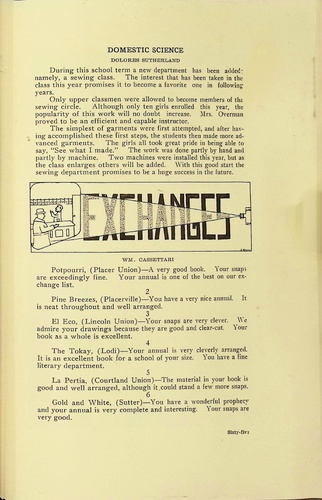 DOMESTIC SCIENCE
DOLORES SUTHERLAND
During this school term a new department has been added:
namely, a sewing class. The interest that has been taken in the
class this year promises it to become a favorite one in following
years.
Only upper classmen were allowed to become members of the
sewing circle. Although only ten girls enrolled this year, the
popularity of this work will no doubt increase. Mrs. Overman
proved to be an efficient and capable instructor.
The simplest of garments were first attempted, and after hav-
ing accomplished these first steps, the students then made more ad-
vanced garments. The girls all took great pride in being able to
say, "See what I made." The work was done partly by hand and
partly by machine. Two machines were installed this year, but as
the class enlarges others will be added. With this good start the
sewing department promises to be a huge success in the future.
EXCHANGES
WM. CASSETTARI
Potpourri, (Placer Union)—A very good book. Your snaps
are exceedingly fine. Your annual is one of the best on our ex-
change list.
2
Pine Breezes, (Placerville)—You have a very nice annual. It
is neat throughout and well arranged.
3
El Eco, (Lincoln Union)—Your snaps are very clever. We
admire your drawings because they are good and clear-cut. Your
book as a whole is excellent.
4
The Tokay, (Lodi)—Your annual is very cleverly arranged.
It is an excellent book for a school of your size. You have a fine
literary department.
5
La Pertia, (Courtland Union)—The material in your book is
good and well arranged, although it could stand a few more snaps.
6
Gold and White, (Sutter)—You have a wonderful prophecy
and your annual is very complete and interesting. Your snaps are
very good.
Sixty-five